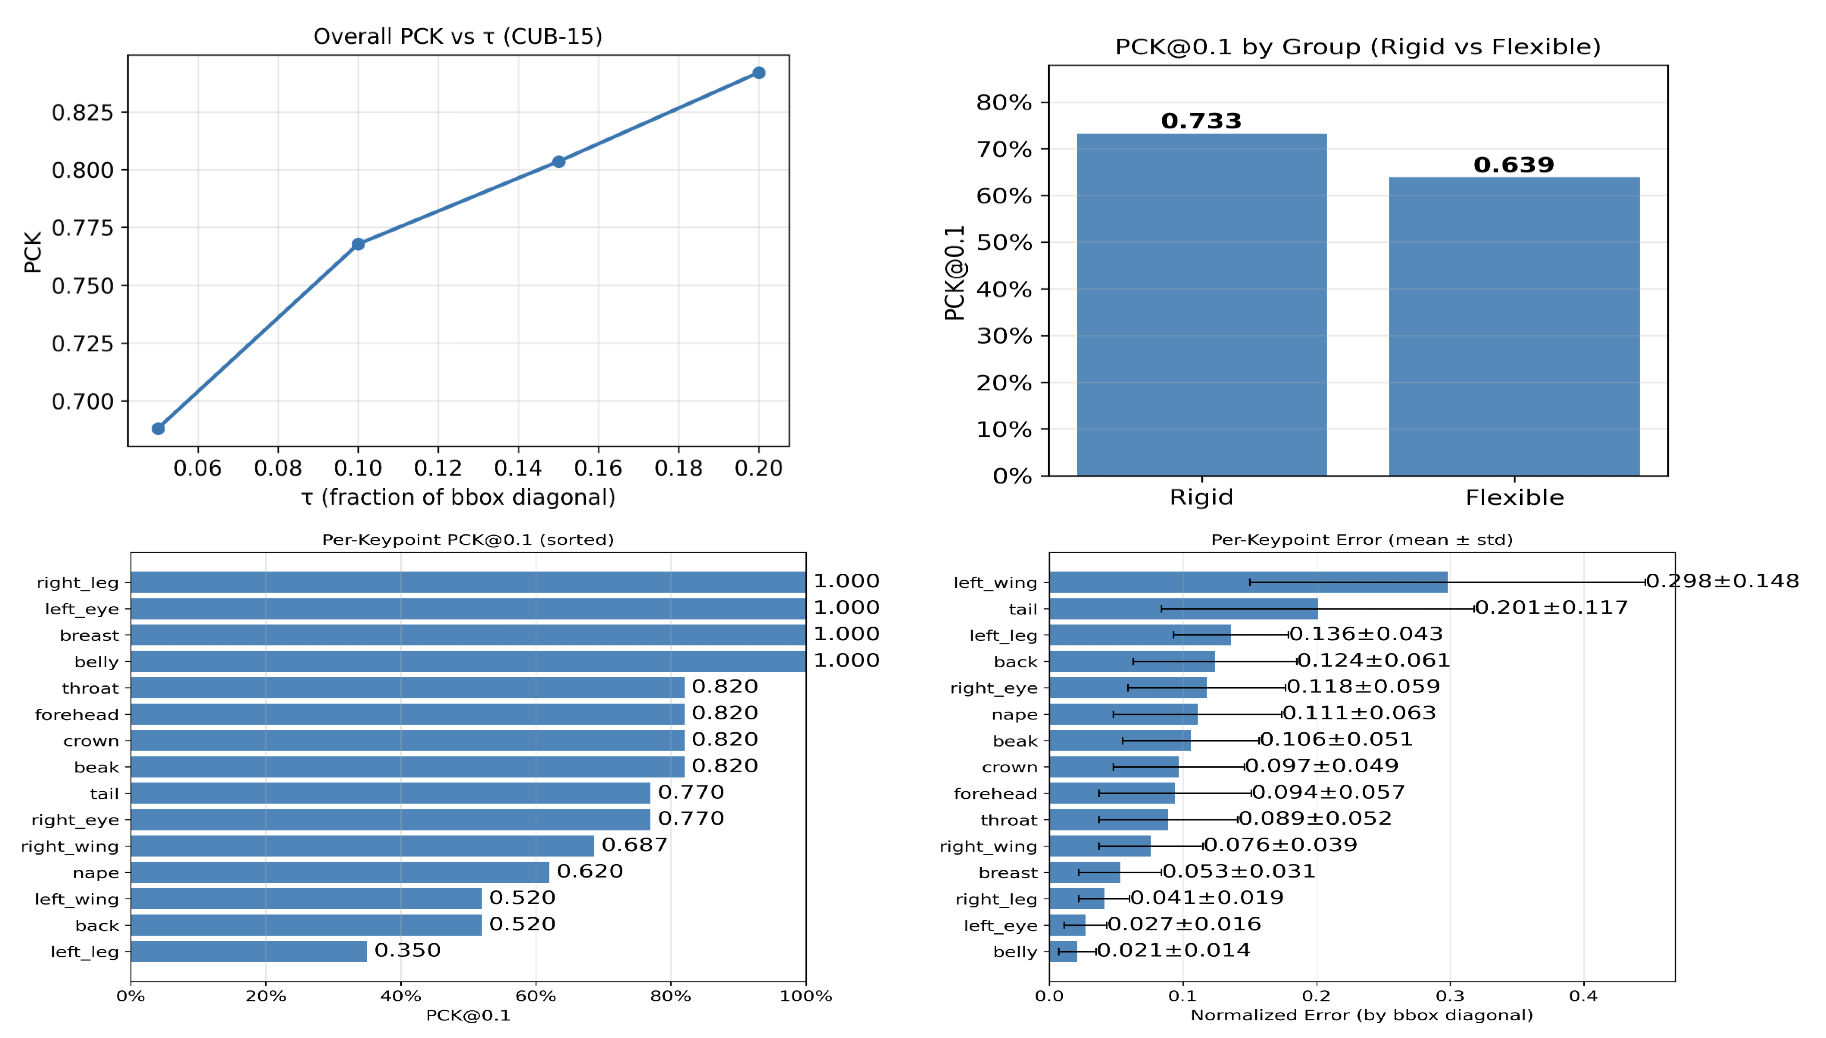 Overall PCK vs τ (CUB-15)
PCK
0.825
0.800
0.775
0.750
0.725
0.700
0.06 0.08 0.10 0.12 0.14 0.16 0.18 0.20
τ (fraction of bbox diagonal)
PCK@0.1 by Group (Rigid vs Flexible)
PCK@0.1
80%
70%
60%
50%
40%
30%
20%
10%
0%
0.733
0.639
Rigid Flexible
Per-Keypoint PCK@0.1 (sorted)
right_leg 1.000
left_eye 1.000
breast 1.000
belly 1.000
throat 0.820
forehead 0.820
crown 0.820
beak 0.820
tail 0.770
right_eye 0.770
right_wing 0.687
nape 0.620
left_wing 0.520
back 0.520
left_leg 0.350
0% 20% 40% 60% 80% 100%
PCK@0.1
Per-Keypoint Error (mean ± std)
left_wing 0.298±0.148
tail 0.201±0.117
left_leg 0.136±0.043
back 0.124±0.061
right_eye 0.118±0.059
nape 0.111±0.063
beak 0.106±0.051
crown 0.097±0.049
forehead 0.094±0.057
throat 0.089±0.052
right_wing 0.076±0.039
breast 0.053±0.031
right_leg 0.041±0.019
left_eye 0.027±0.016
belly 0.021±0.014
0.0 0.1 0.2 0.3 0.4
Normalized Error (by bbox diagonal)